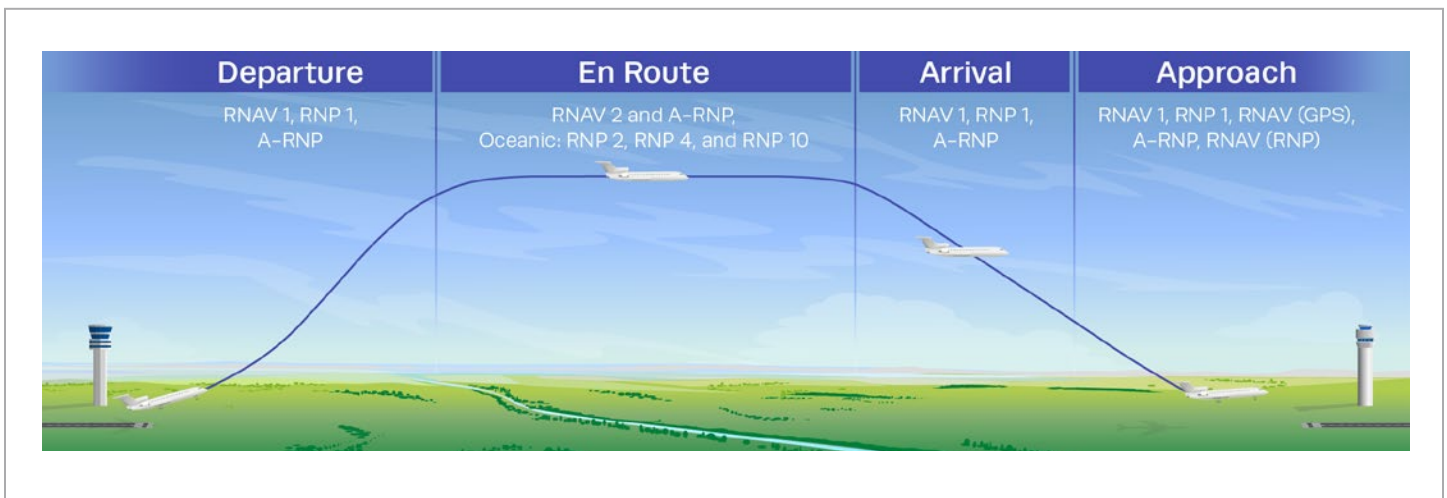 Departure
RNAV 1, RNP 1,
A-RNP
En Route
RNAV 2 and A-RNP,
Oceanic: RNP 2, RNP 4, and RNP 10
Arrival
RNAV 1, RNP 1,
A-RNP
Approach
RNAV 1, RNP 1, RNAV (GPS),
A-RNP, RNAV (RNP)